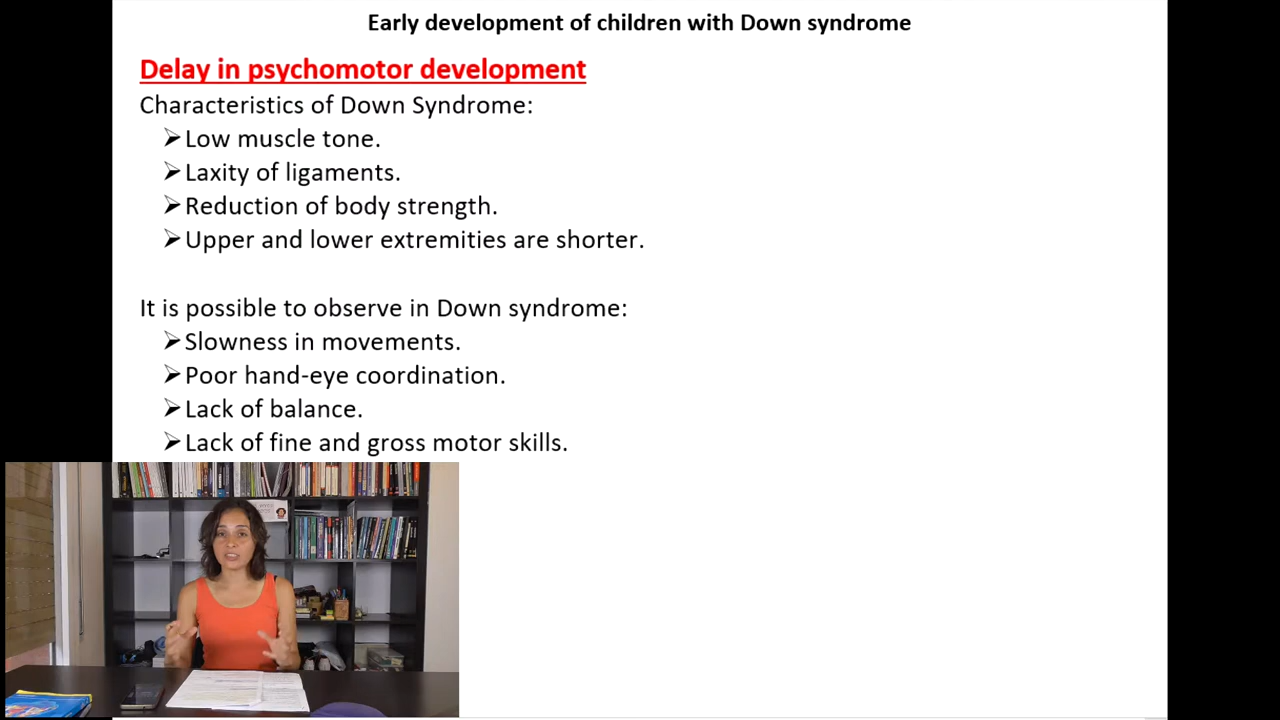 Early development of children with Down syndrome
Delay in psychomotor development
Characteristics of Down Syndrome:
➢Low muscle tone.
➢Laxity of ligaments.
➢Reduction of body strength.
➢Upper and lower extremities are shorter.
It is possible to observe in Down syndrome:
➢Slowness in movements.
➢Poor hand-eye coordination.
➢Lack of balance.
➢Lack of fine and gross motor skills.